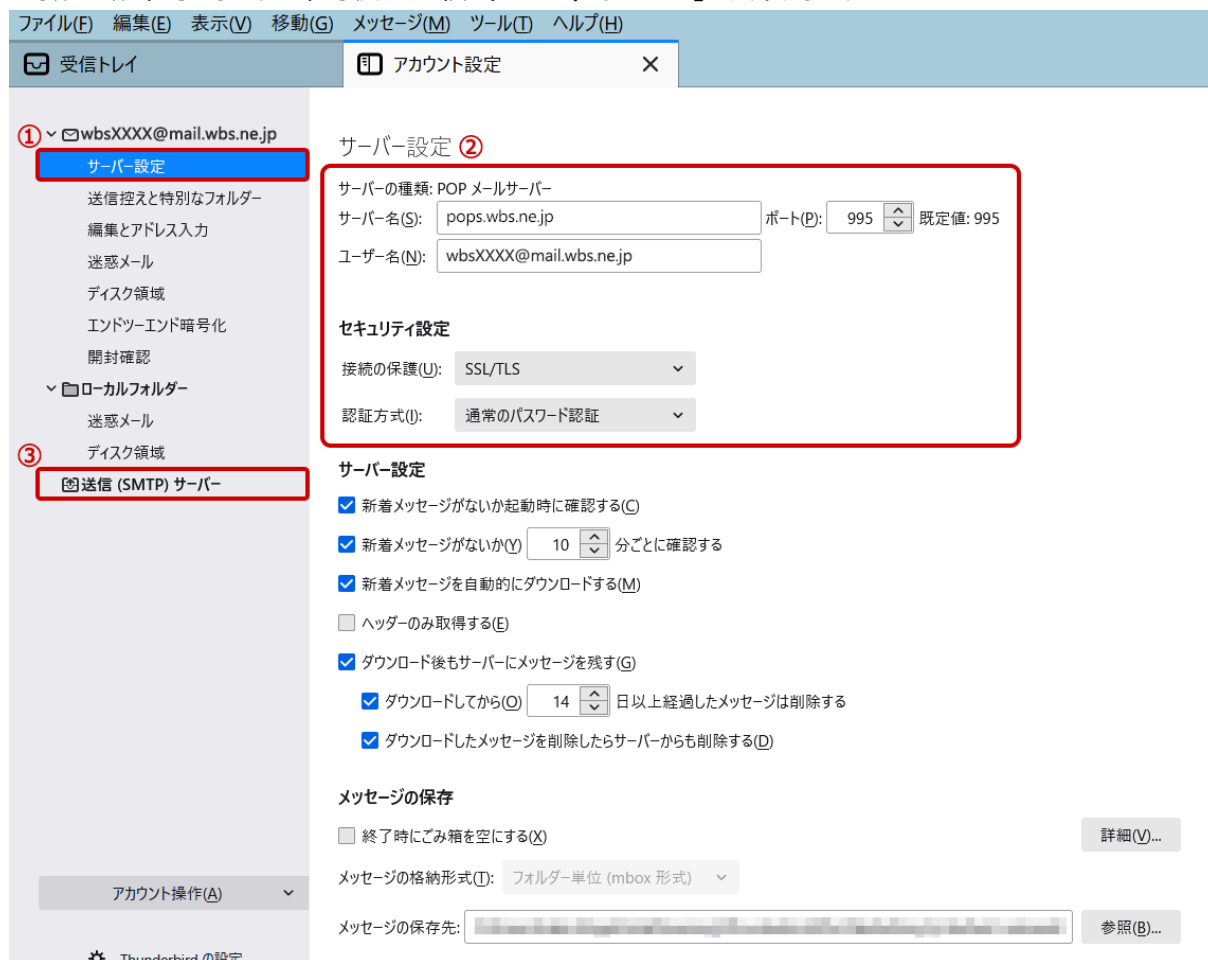 ファイル(F) 編集(E) 表示(V) 移動(G) メッセージ(M) ツール(T) ヘルプ(H)
受信トレイ
アカウント設定
① wbsXXXX@mail.wbs.ne.jp
サーバー設定
送信控えと特別なフォルダー
編集とアドレス入力
迷惑メール
ディスク領域
エンドツーエンド暗号化
開封確認
ローカルフォルダー
迷惑メール
ディスク領域
③
送信 (SMTP) サーバー
アカウント操作(A)
Thunderbird の設定
サーバー設定 ②
サーバーの種類: POP メールサーバー
サーバー名(S): pops.wbs.ne.jp ポート(P): 995 既定値: 995
ユーザー名(N): wbsXXXX@mail.wbs.ne.jp
セキュリティ設定
接続の保護(U): SSL/TLS
認証方式(I): 通常のパスワード認証
サーバー設定
新着メッセージがないか起動時に確認する(C)
新着メッセージがないか(Y) 10 分ごとに確認する
新着メッセージを自動的にダウンロードする(M)
ヘッダーのみ取得する(E)
ダウンロード後もサーバーにメッセージを残す(G)
ダウンロードしてから(O) 14 日以上経過したメッセージは削除する
ダウンロードしたメッセージを削除したらサーバーからも削除する(D)
メッセージの保存
終了時にごみ箱を空にする(X) 詳細(V)...
メッセージの格納形式(T): フォルダー単位 (mbox 形式)
メッセージの保存先: 参照(B)...